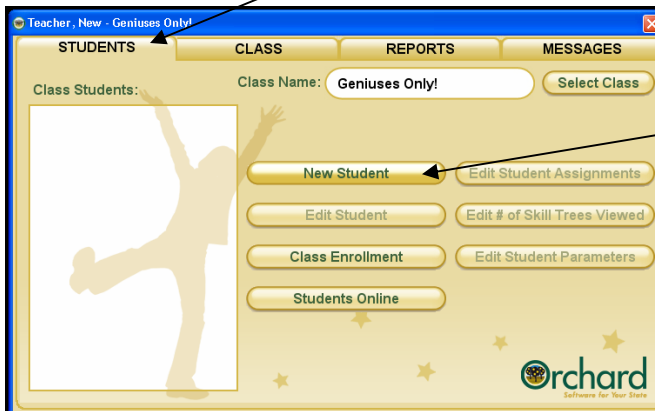 Teacher, New - Geniuses Only!
STUDENTS CLASS REPORTS MESSAGES
Class Students:
Class Name: Geniuses Only! Select Class
New Student Edit Student Assignments
Edit Student Edit # of Skill Trees Viewed
Class Enrollment Edit Student Parameters
Students Online
Orchard
Software for Your State